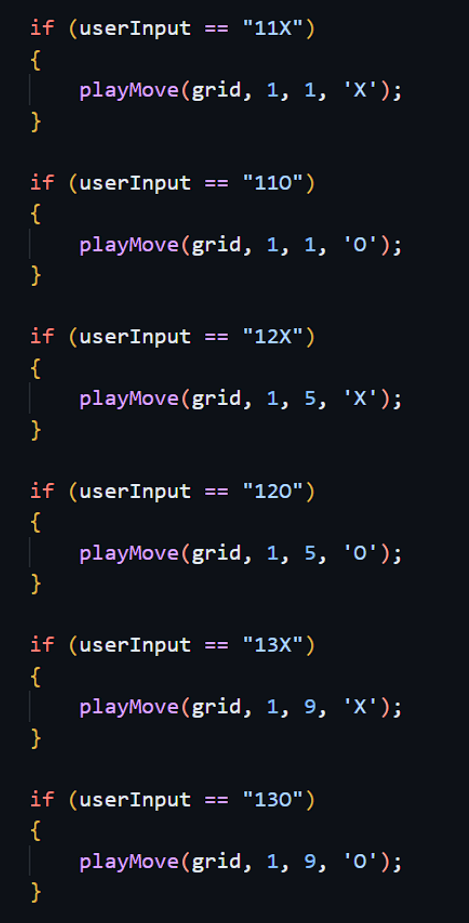 if (userInput == "11X")
{
    playMove(grid, 1, 1, 'X');
}

if (userInput == "11O")
{
    playMove(grid, 1, 1, 'O');
}

if (userInput == "12X")
{
    playMove(grid, 1, 5, 'X');
}

if (userInput == "12O")
{
    playMove(grid, 1, 5, 'O');
}

if (userInput == "13X")
{
    playMove(grid, 1, 9, 'X');
}

if (userInput == "13O")
{
    playMove(grid, 1, 9, 'O');
}